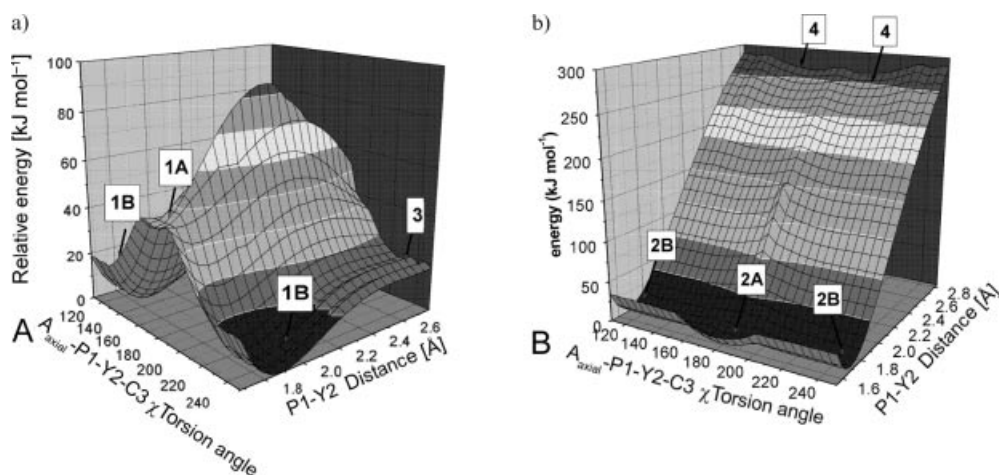 a)
Relative energy [kJ mol⁻¹]
100
80
60
40
20
0
1B
1A
1B
3
A
120
140
160
180
200
220
240
A_axial-P1-Y2-C3 χTorsion angle
1.8
2.0
2.2
2.4
2.6
P1-Y2 Distance [Å]
b)
energy (kJ mol⁻¹)
300
250
200
150
100
50
0
4
4
2B
2A
2B
B
120
140
160
180
200
220
240
A_axial-P1-Y2-C3 χTorsion angle
1.6
1.8
2.0
2.2
2.4
2.6
2.8
P1-Y2 Distance [Å]